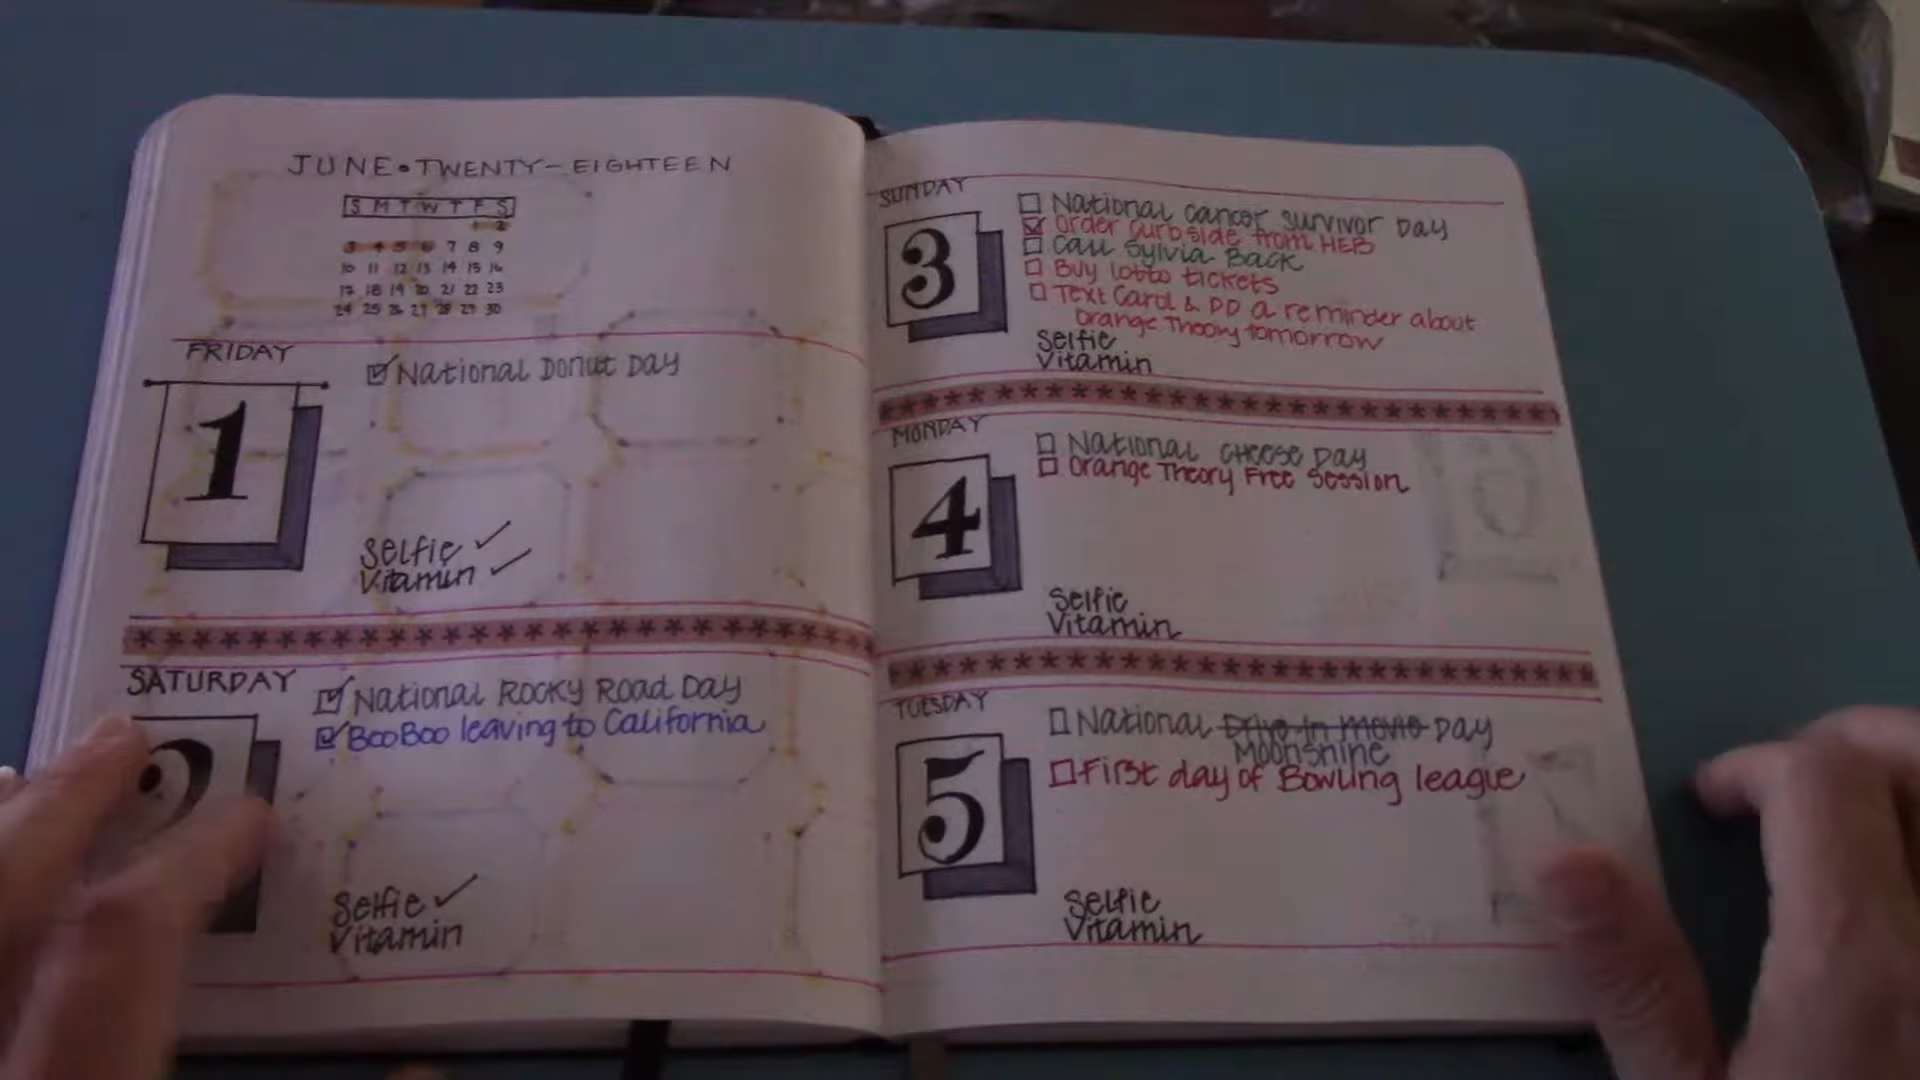 JUNE • TWENTY-EIGHTEEN
S M T W T F S
1 2
3 4 5 6 7 8 9
10 11 12 13 14 15 16
17 18 19 20 21 22 23
24 25 26 27 28 29 30
FRIDAY
1
National Donut Day
Selfie ✓
Vitamin ✓
SATURDAY
2
National Rocky Road Day
BooBoo leaving to California
Selfie ✓
Vitamin
SUNDAY
3
National Cancer Survivor Day
Order Curbside from HEB
Call Sylvia Back
Buy lotto tickets
Text Carol & DD a reminder about
Orange Theory tomorrow
Selfie
Vitamin
MONDAY
4
National Cheese Day
Orange Theory Free Session
Selfie
Vitamin
TUESDAY
5
National Drive-In Movie Day
Moonshine
First day of Bowling league
Selfie
Vitamin